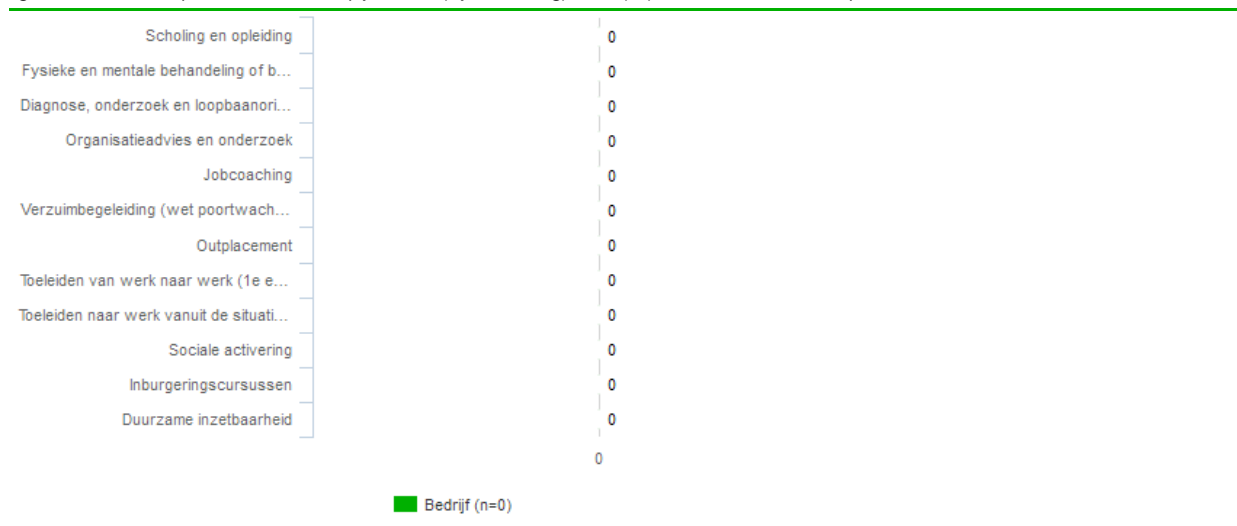 Scholing en opleiding 0
Fysieke en mentale behandeling of b... 0
Diagnose, onderzoek en loopbaanori... 0
Organisatieadvies en onderzoek 0
Jobcoaching 0
Verzuimbegeleiding (wet poortwach... 0
Outplacement 0
Toeleiden van werk naar werk (1e e... 0
Toeleiden naar werk vanuit de situati... 0
Sociale activering 0
Inburgeringscursussen 0
Duurzame inzetbaarheid 0
0
Bedrijf (n=0)